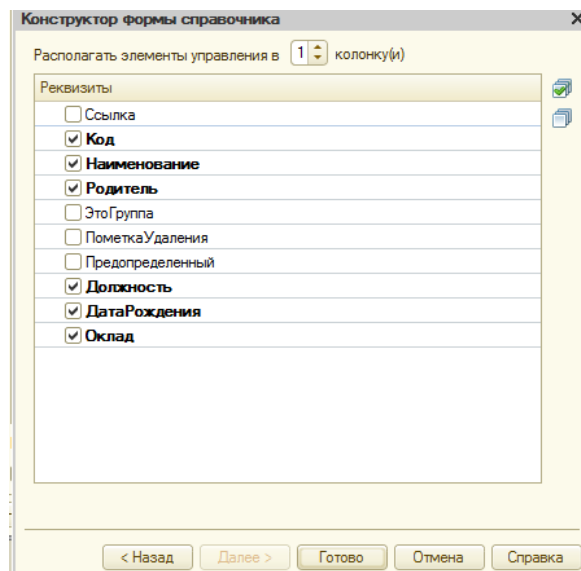 Конструктор формы справочника
Располагать элементы управления в 1 колонку(и)
Реквизиты
Ссылка
Код
Наименование
Родитель
ЭтоГруппа
ПометкаУдаления
Предопределенный
Должность
ДатаРождения
Оклад
< Назад Далее > Готово Отмена Справка